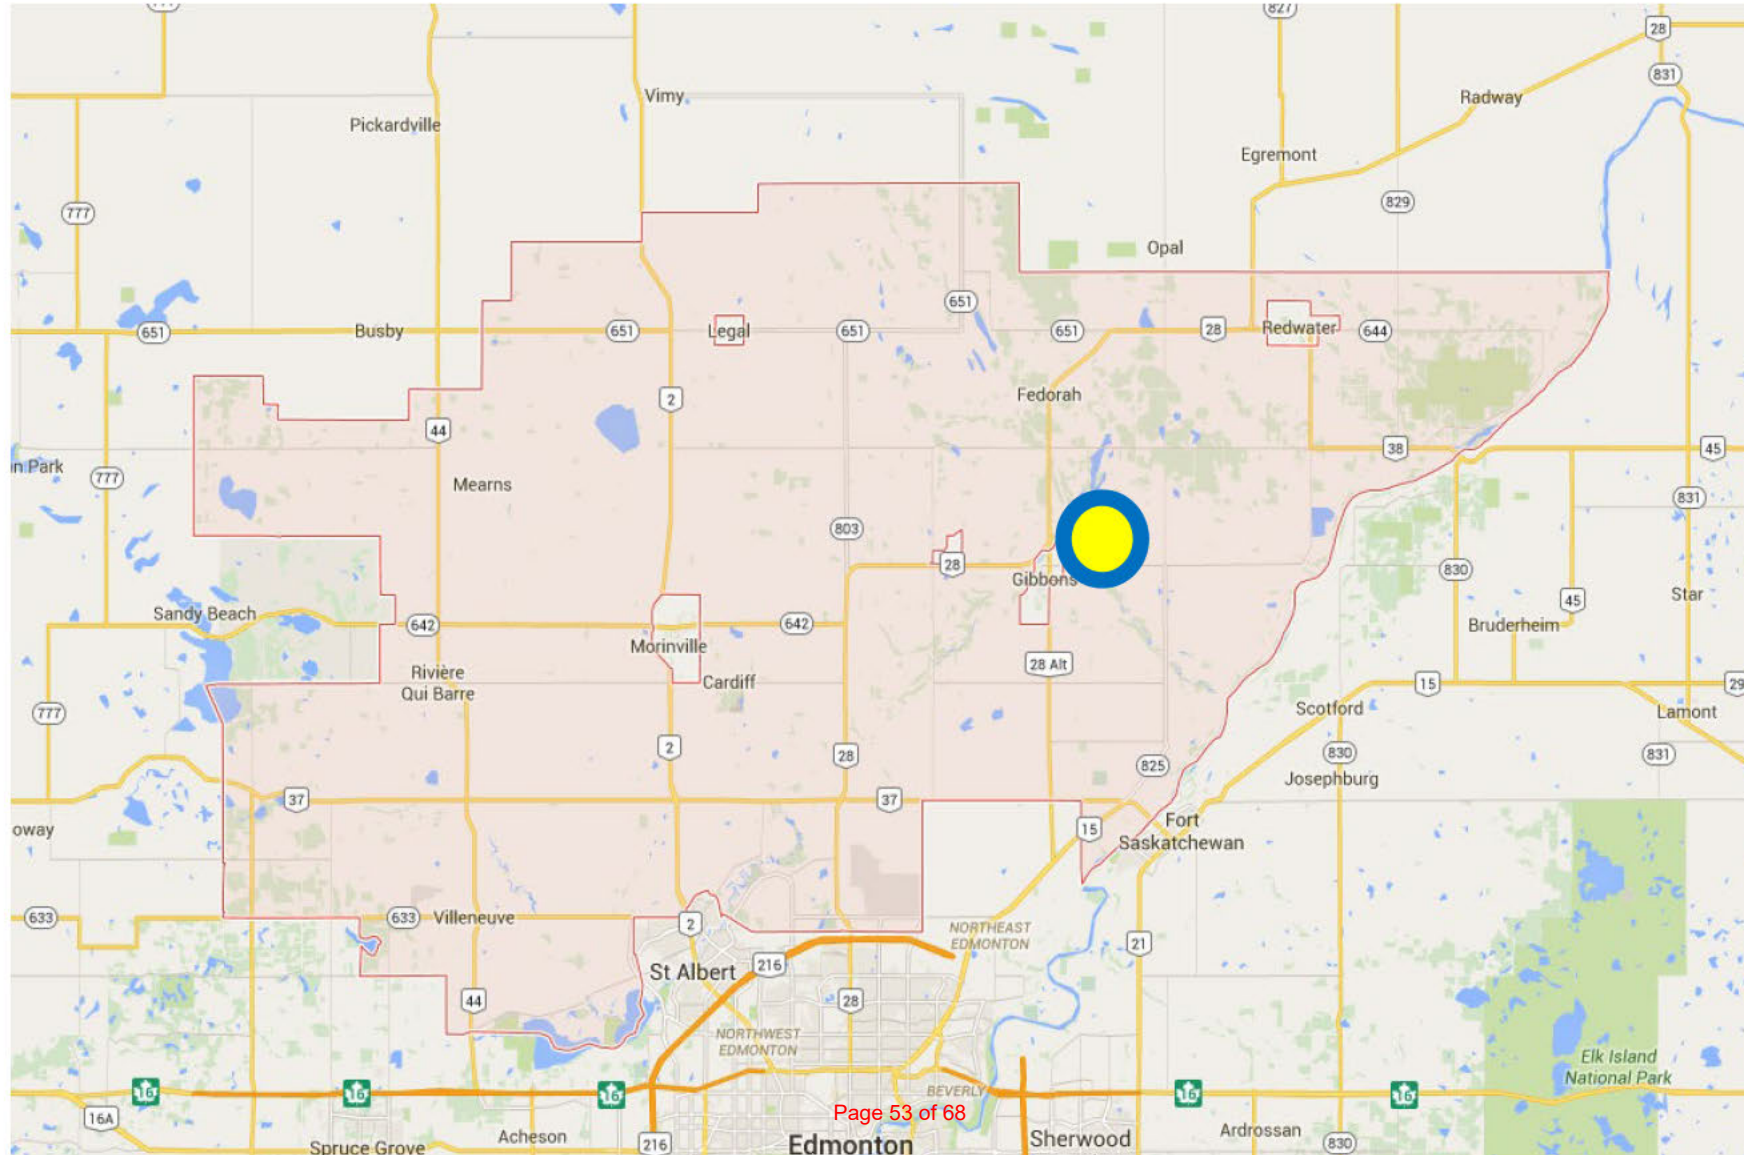 827
28
831
Vimy
Radway
Pickardville
Egremont
777
829
Opal
651
651
Busby
651
Legal
651
651
28
Redwater
644
2
Fedorah
44
38
45
n Park
777
Mearns
831
803
28
Gibbons
830
45
Star
Sandy Beach
642
642
Bruderheim
Morinville
28 Alt
Rivière
Qui Barre
Cardiff
15
29
777
Scotford
Lamont
2
28
825
830
831
Josephburg
37
37
oway
15
Fort
Saskatchewan
633
633
Villeneuve
2
NORTHEAST
EDMONTON
21
St Albert
216
44
28
NORTHWEST
EDMONTON
Elk Island
National Park
16
16
16
BEVERLY
16
16
16A
Page 53 of 68
Spruce Grove
Acheson
216
Edmonton
Sherwood
Ardrossan
830